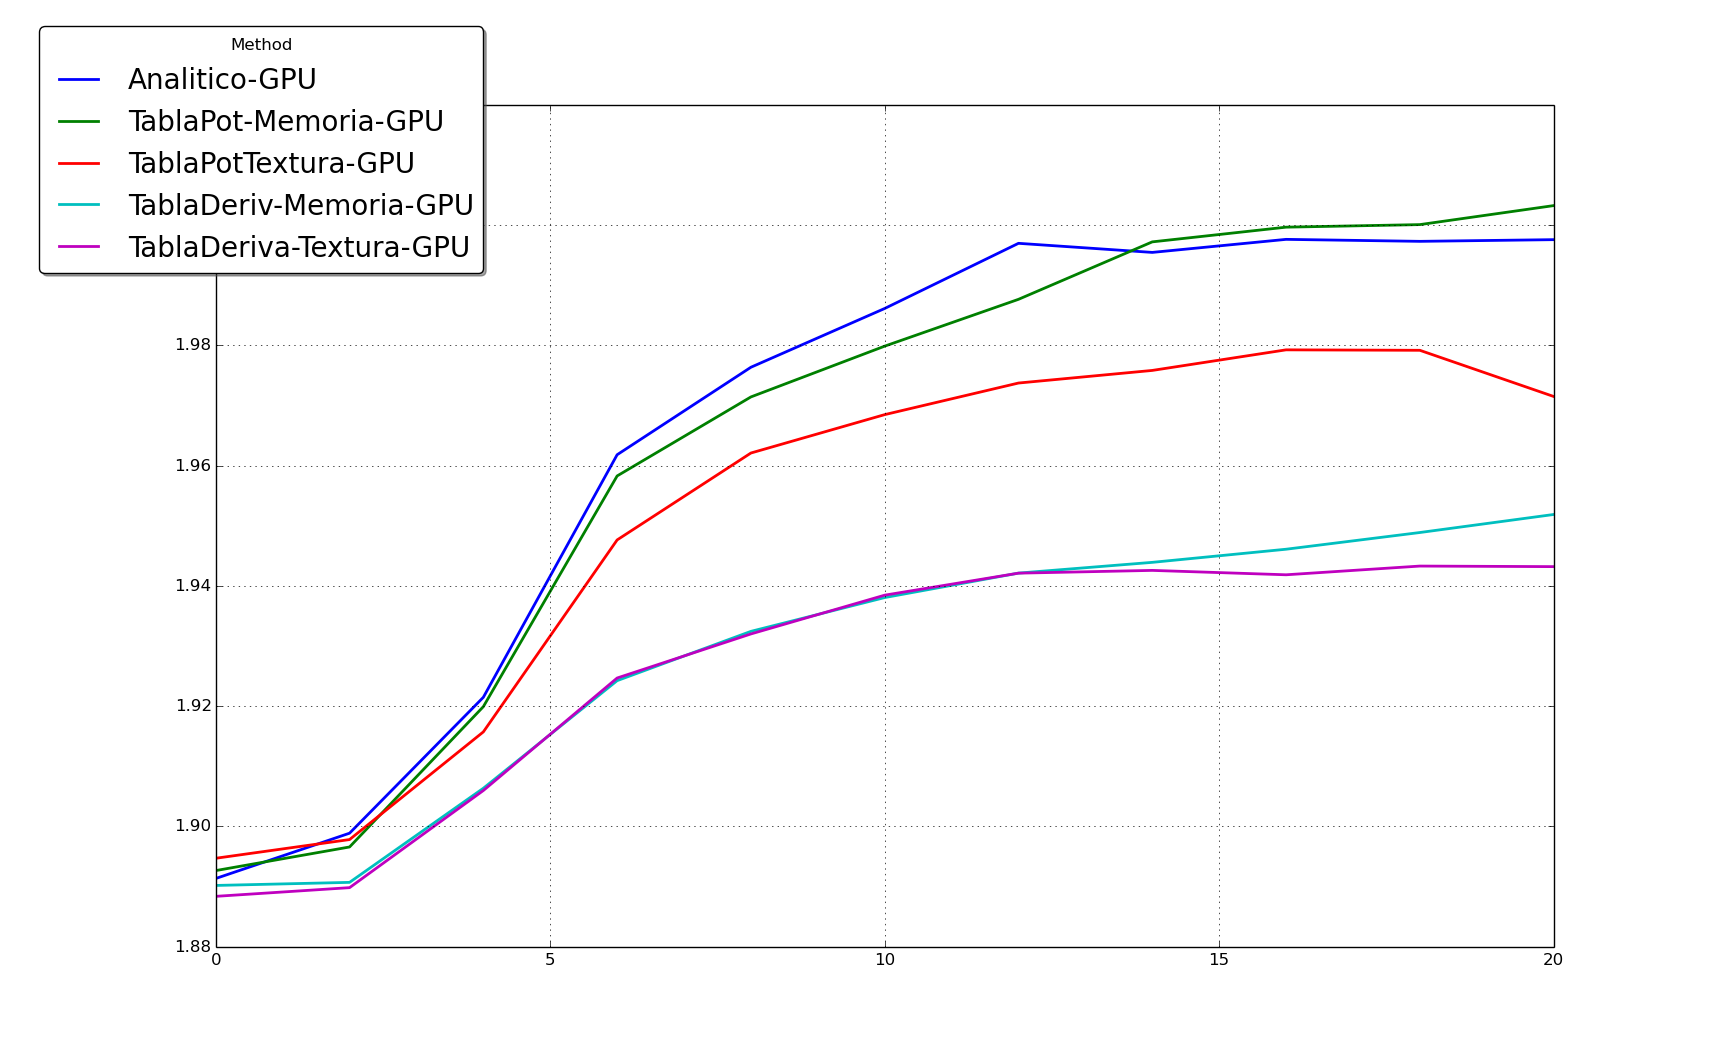 Method
Analitico-GPU
TablaPot-Memoria-GPU
TablaPotTextura-GPU
TablaDeriv-Memoria-GPU
TablaDeriva-Textura-GPU
1.98
1.96
1.94
1.92
1.90
1.88
0 5 10 15 20